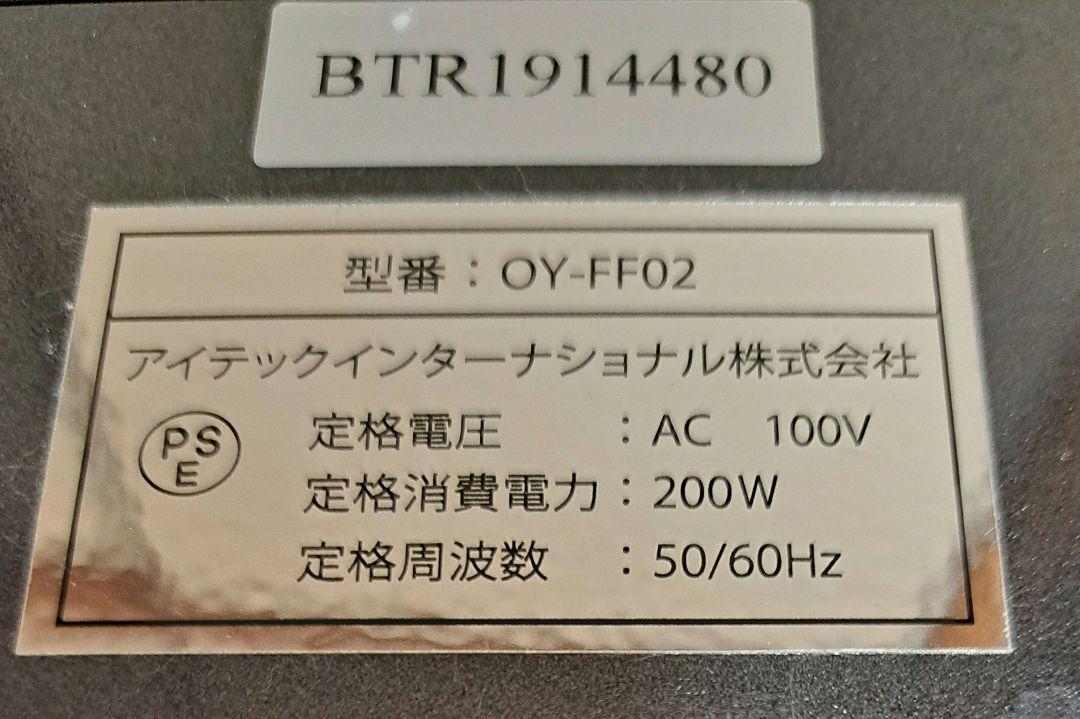 BTR1914480
型番：OY-FF02
アイテックインターナショナル株式会社
PS
E
定格電圧　　：AC　100V
定格消費電力：200W
定格周波数　：50/60Hz